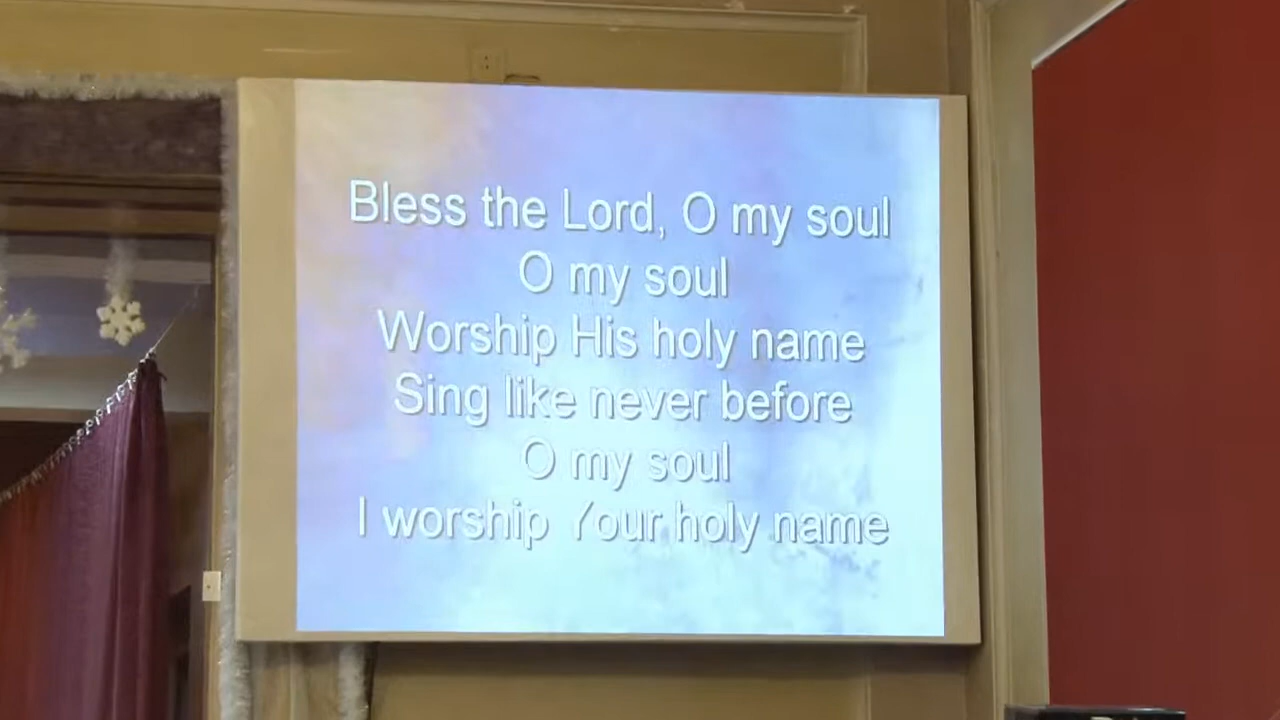 Bless the Lord, O my soul
O my soul
Worship His holy name
Sing like never before
O my soul
I worship Your holy name